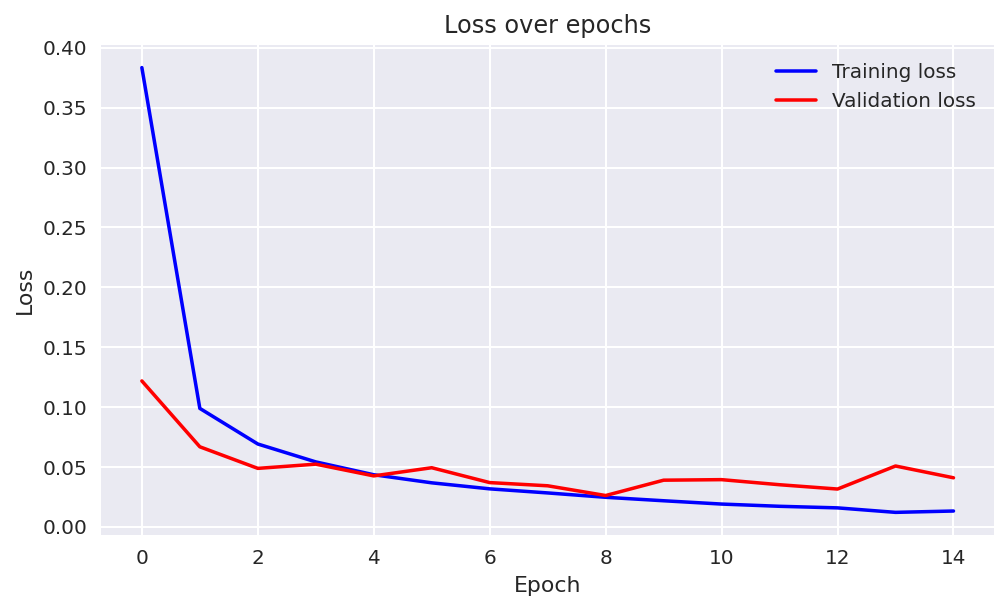 Loss over epochs
Training loss
Validation loss
0.40
0.35
0.30
0.25
0.20
0.15
0.10
0.05
0.00
Loss
0 2 4 6 8 10 12 14
Epoch